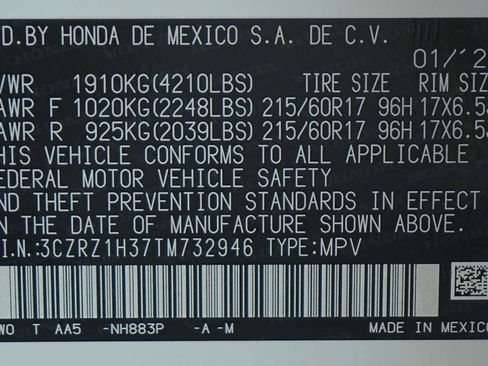 D.BY HONDA DE MEXICO S.A. DE C.V.
01/'2
VWR 1910KG(4210LBS) TIRE SIZE RIM SIZE
AWR F 1020KG(2248LBS) 215/60R17 96H 17X6.5
AWR R 925KG(2039LBS) 215/60R17 96H 17X6.5
HIS VEHICLE CONFORMS TO ALL APPLICABLE
FEDERAL MOTOR VEHICLE SAFETY
ND THEFT PREVENTION STANDARDS IN EFFECT
N THE DATE OF MANUFACTURE SHOWN ABOVE.
.I.N.:3CZRZ1H37TM732946 TYPE:MPV
WO T AA5 -NH883P -A-M MADE IN MEXICO